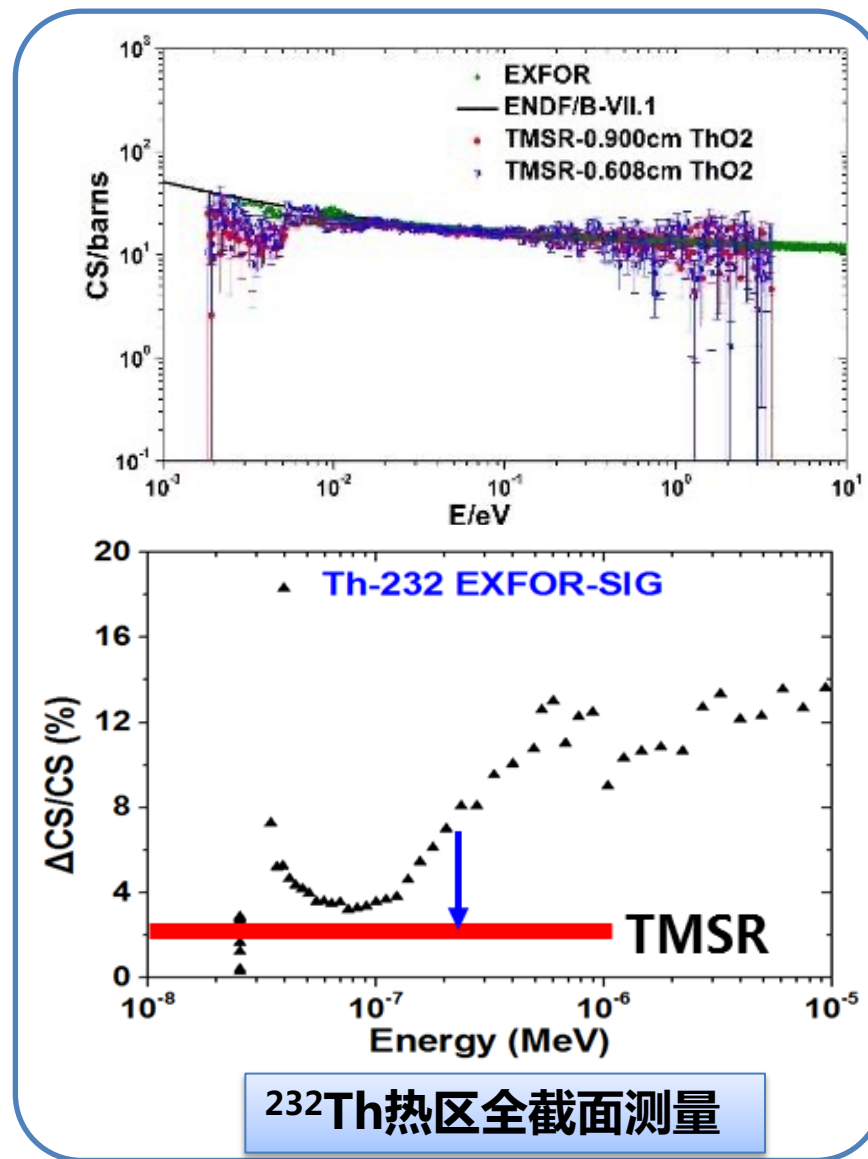 10³
EXFOR
ENDF/B-VII.1
TMSR-0.900cm ThO2
TMSR-0.608cm ThO2
10²
CS/barns
10¹
10⁰
10⁻¹
10⁻³ 10⁻² 10⁻¹ 10⁰ 10¹
E/eV
20
Th-232 EXFOR-SIG
16
12
ΔCS/CS (%)
8
4
TMSR
0
10⁻⁸ 10⁻⁷ 10⁻⁶ 10⁻⁵
Energy (MeV)
²³²Th热区全截面测量